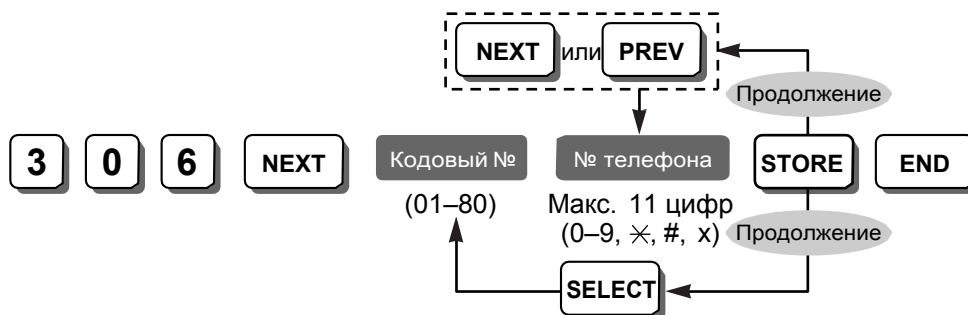 NEXT или PREV
Продолжение
3 0 6 NEXT Кодовый № № телефона STORE END
(01–80) Макс. 11 цифр
(0–9, ✕, #, x) Продолжение
SELECT